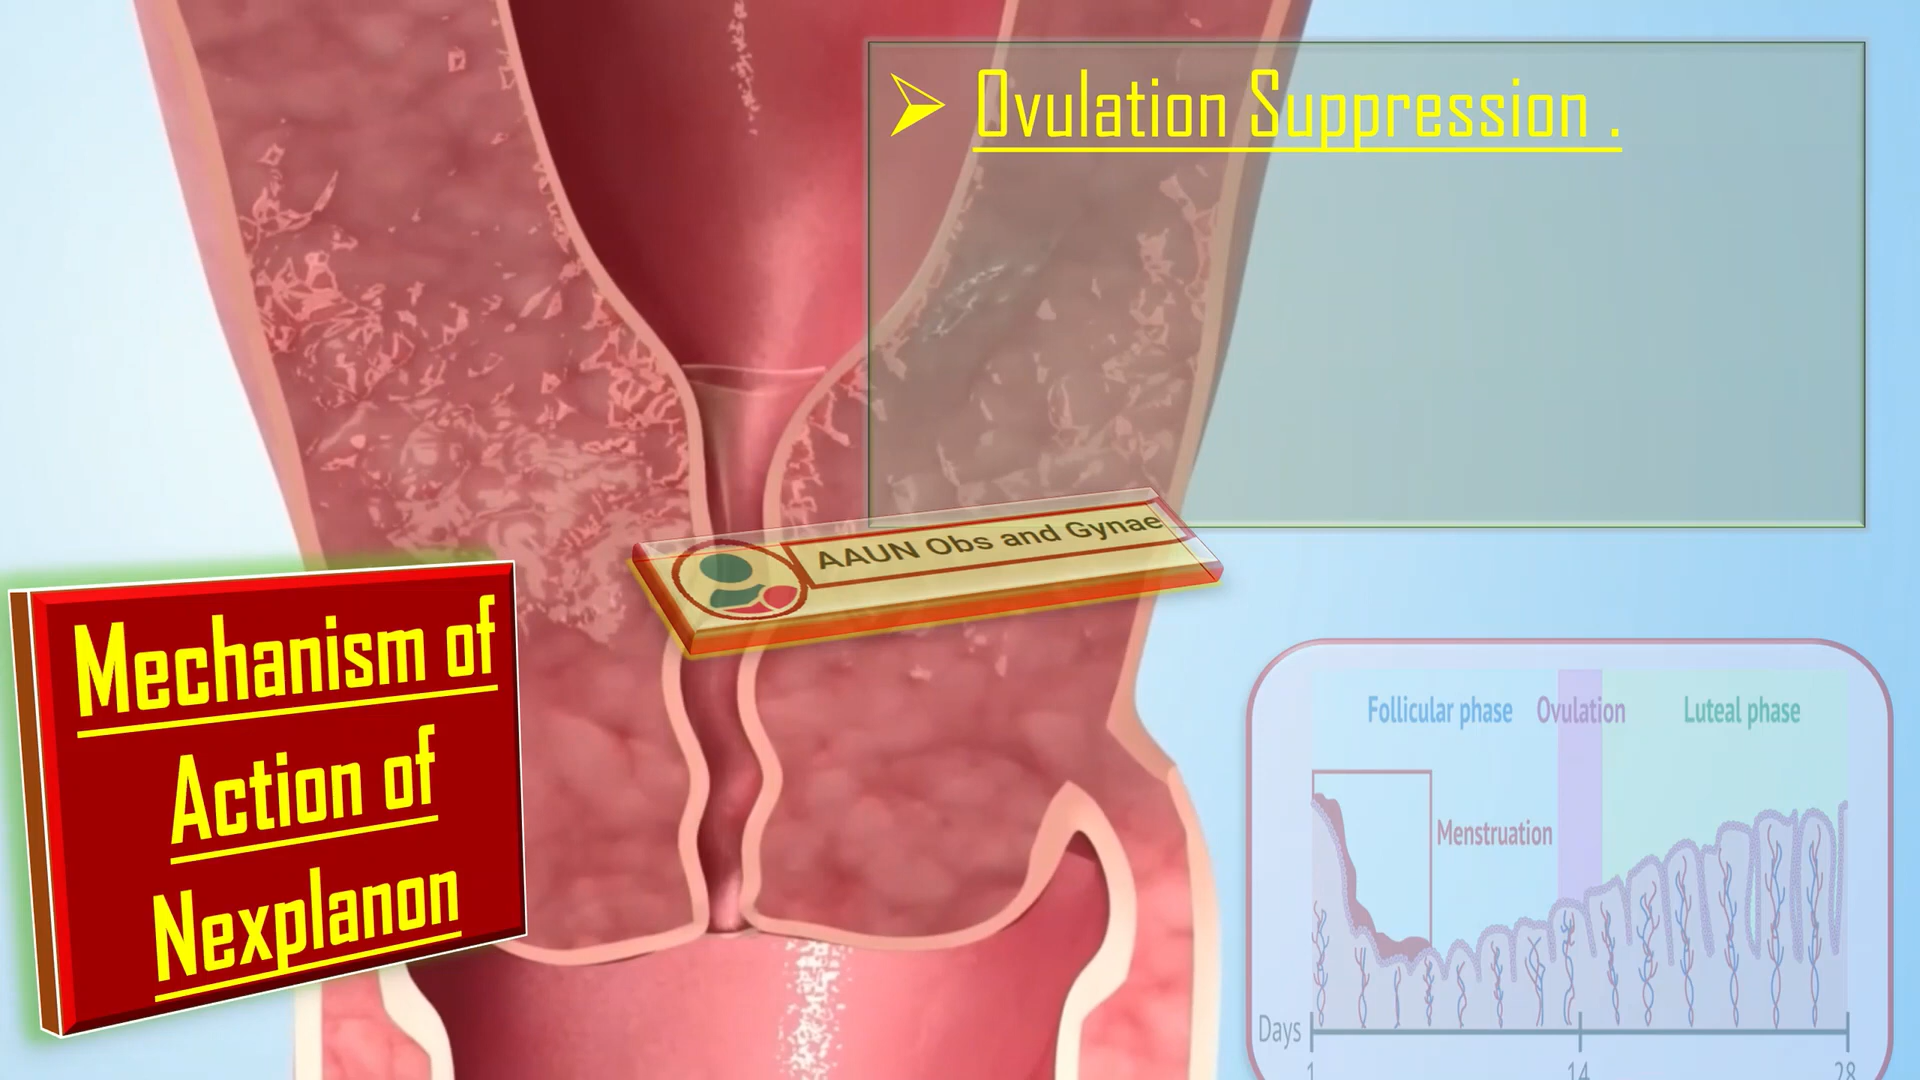 ➢ Ovulation Suppression .
AAUN Obs and Gynae
Mechanism of
Action of
Nexplanon
Follicular phase Ovulation Luteal phase
Menstruation
Days
1 14 28